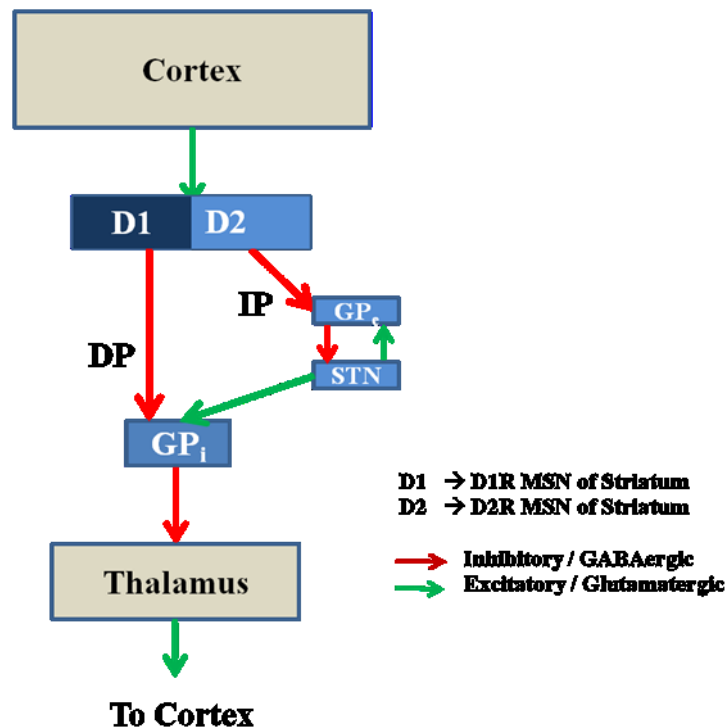 Cortex
D1 D2
IP
GPe
DP
STN
GPi
D1 → D1R MSN of Striatum
D2 → D2R MSN of Striatum
Inhibitory / GABAergic
Thalamus
Excitatory / Glutamatergic
To Cortex